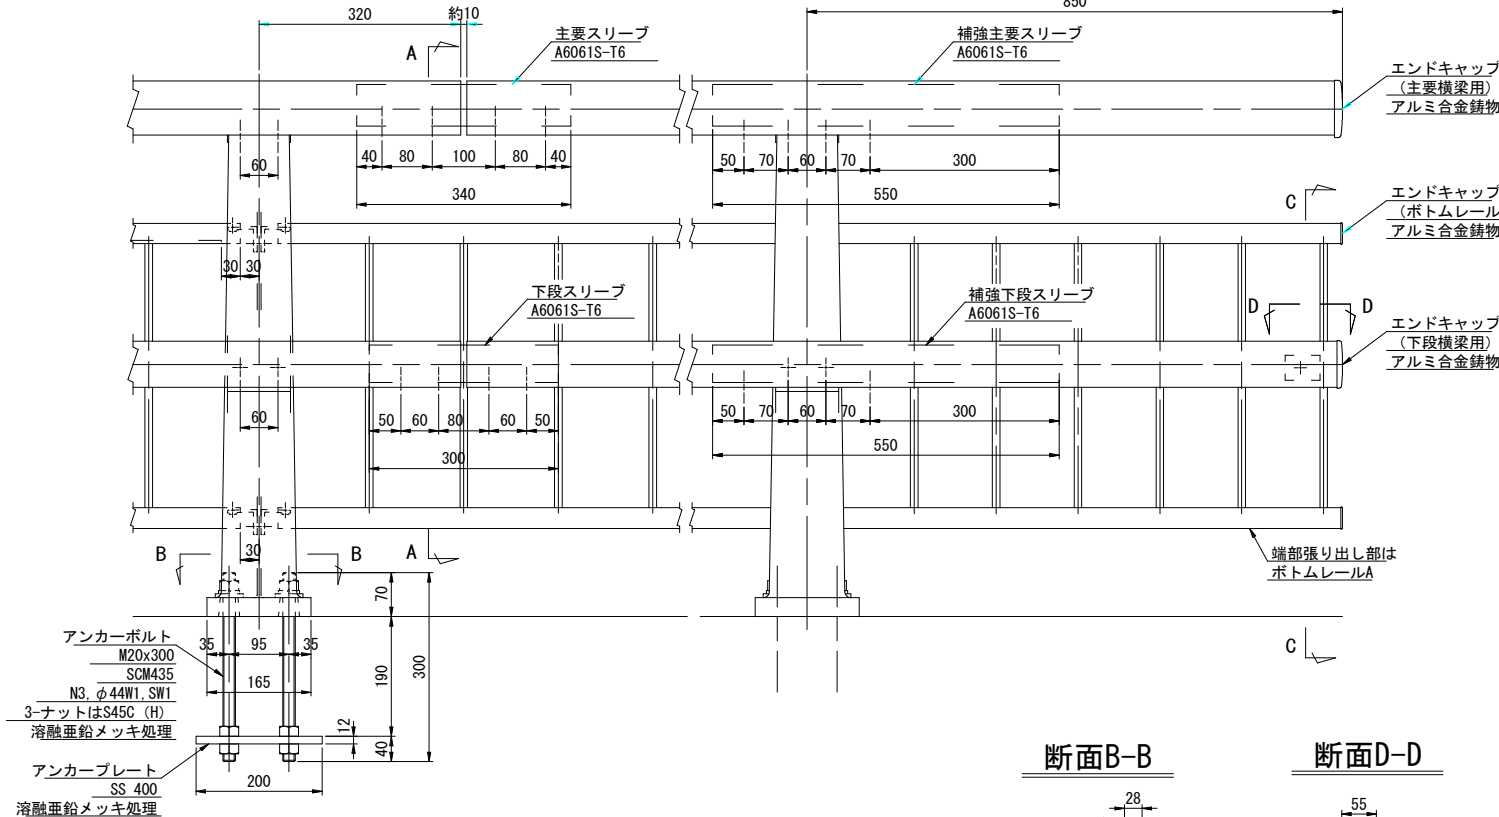 320
約10
850
A
主要スリーブ
A6061S-T6
補強主要スリーブ
A6061S-T6
エンドキャップ
(主要横梁用)
アルミ合金鋳物
60
40
80
100
80
40
340
50
70
60
70
300
550
C
エンドキャップ
(ボトムレール
アルミ合金鋳物
30
30
下段スリーブ
A6061S-T6
補強下段スリーブ
A6061S-T6
D
D
エンドキャップ
(下段横梁用)
アルミ合金鋳物
60
50
60
80
60
50
300
50
70
60
70
300
550
B
30
B
A
端部張り出し部は
ボトムレールA
70
300
190
12
40
アンカーボルト
M20x300
SCM435
N3, φ44W1, SW1
3-ナットはS45C (H)
溶融亜鉛メッキ処理
35
95
35
165
C
アンカープレート
SS 400
溶融亜鉛メッキ処理
200
断面B-B
断面D-D
28
55